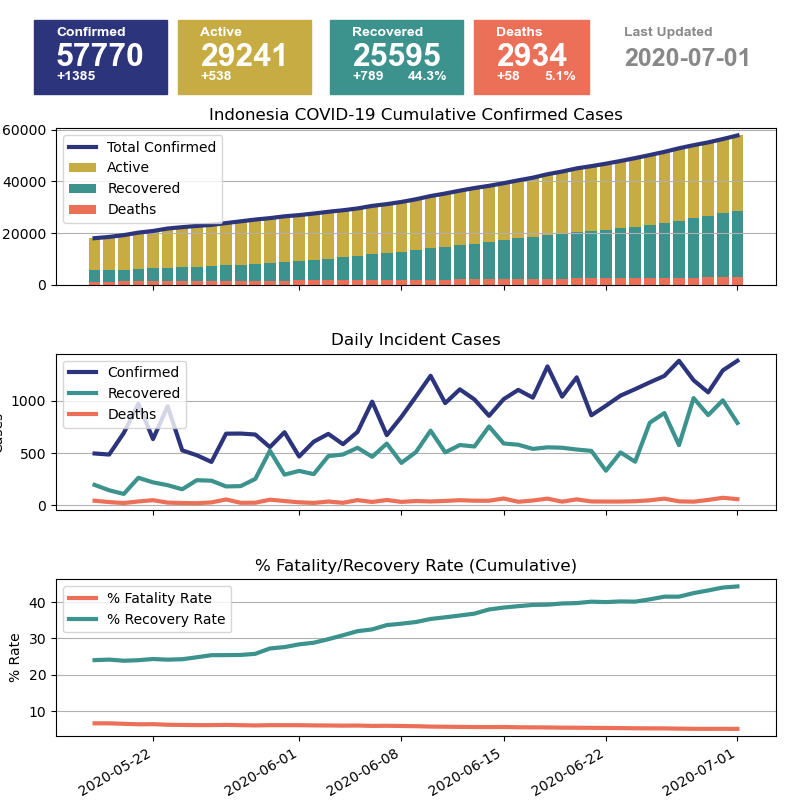 Confirmed
57770
+1385
Active
29241
+538
Recovered
25595
+789 44.3%
Deaths
2934
+58 5.1%
Last Updated
2020-07-01
Indonesia COVID-19 Cumulative Confirmed Cases
60000
40000
20000
0
Total Confirmed
Active
Recovered
Deaths
Daily Incident Cases
1000
500
0
Confirmed
Recovered
Deaths
% Fatality/Recovery Rate (Cumulative)
% Rate
40
30
20
10
% Fatality Rate
% Recovery Rate
2020-05-22
2020-06-01
2020-06-08
2020-06-15
2020-06-22
2020-07-01